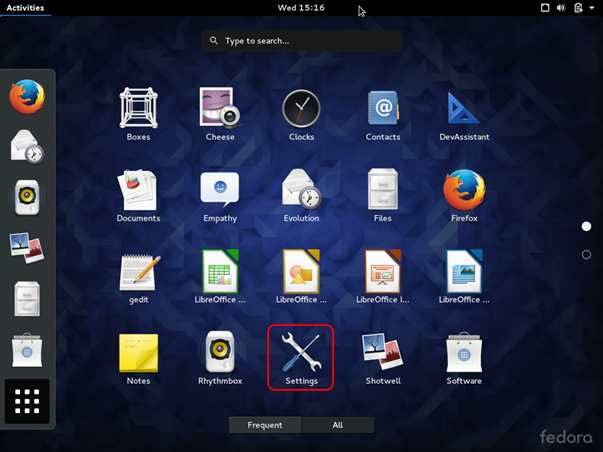 Activities
Wed 15:16
Type to search...
Boxes
Cheese
Clocks
Contacts
DevAssistant
Documents
Empathy
Evolution
Files
Firefox
gedit
LibreOffice ...
LibreOffice ...
LibreOffice I...
LibreOffice ...
Notes
Rhythmbox
Settings
Shotwell
Software
Frequent
All
fedora